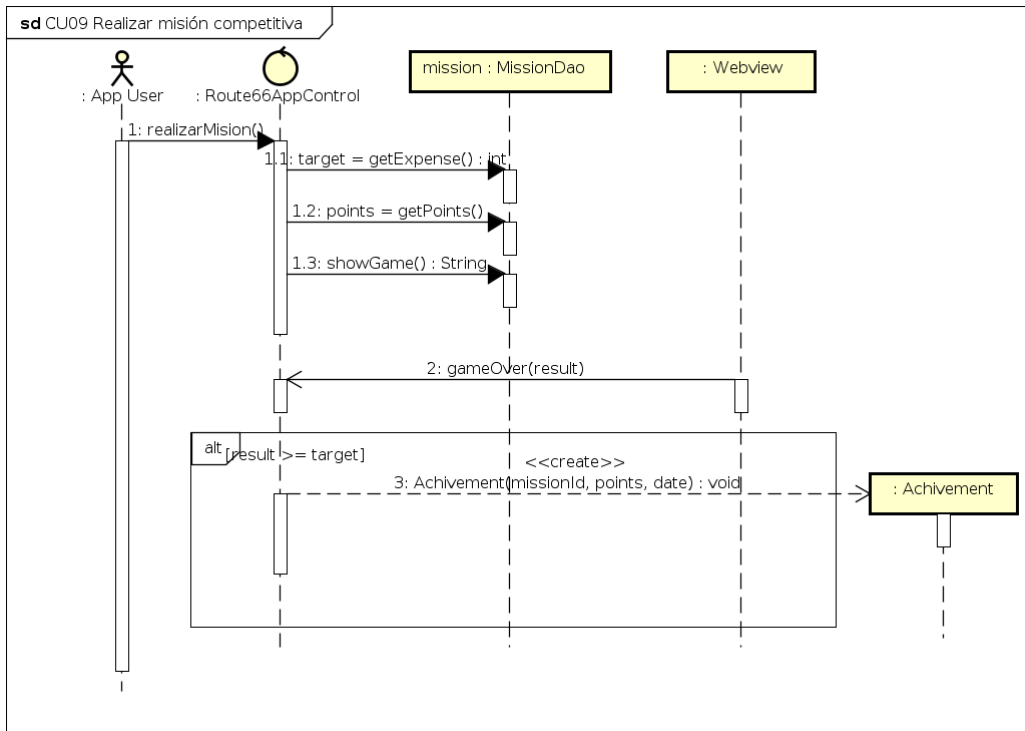 sd CU09 Realizar misión competitiva
: App User
: Route66AppControl
mission : MissionDao
: Webview
1: realizarMision()
1.1: target = getExpense() : int
1.2: points = getPoints()
1.3: showGame() : String
2: gameOver(result)
alt
[result >= target]
<<create>>
3: Achivement(missionId, points, date) : void
: Achivement